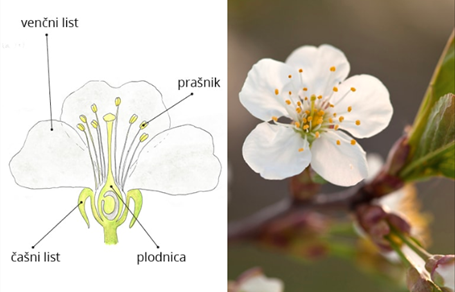 venčni list
prašnik
čašni list
plodnica